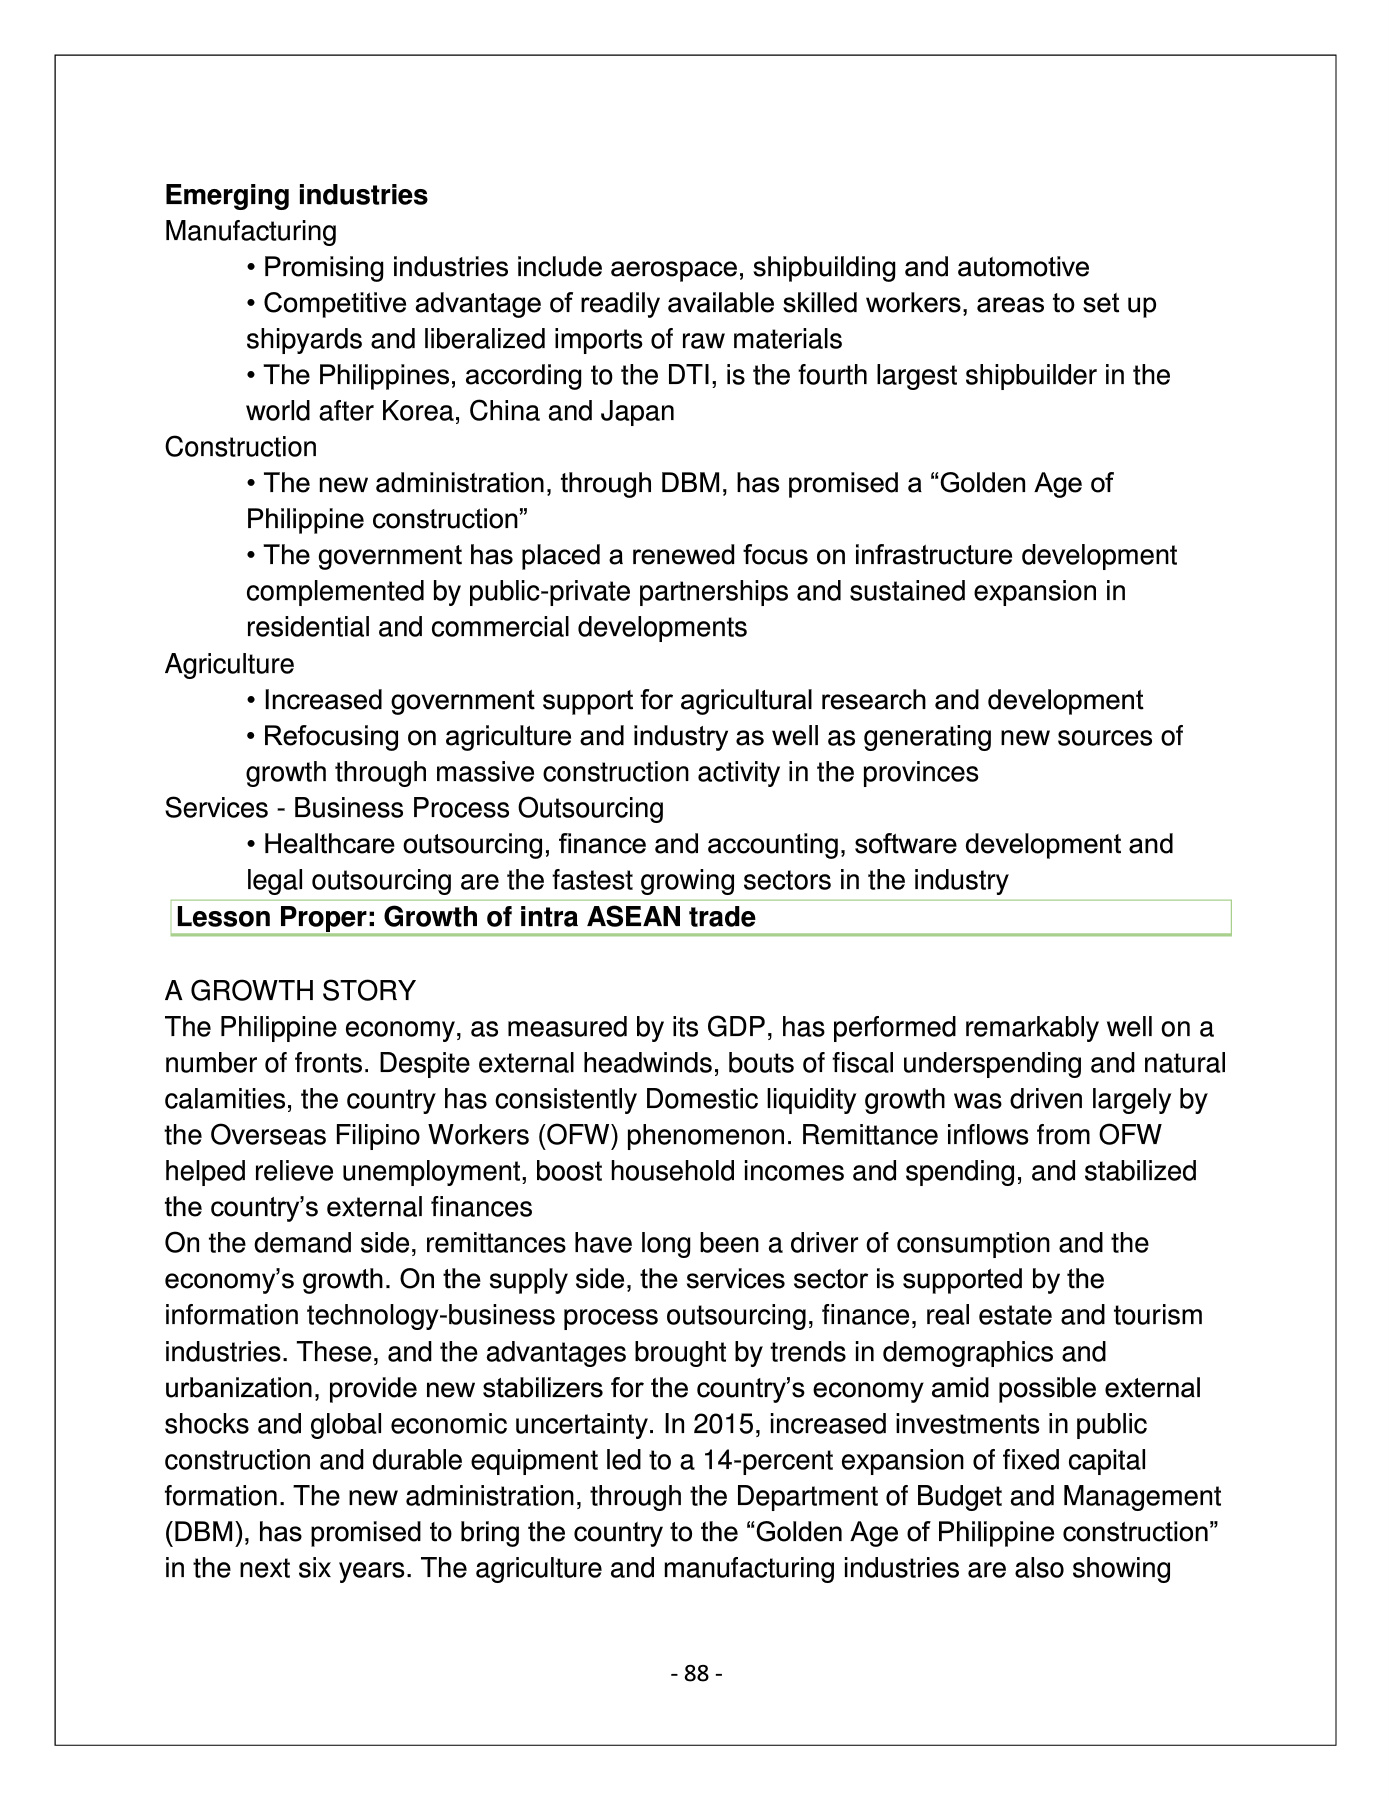 Emerging industries
Manufacturing
• Promising industries include aerospace, shipbuilding and automotive
• Competitive advantage of readily available skilled workers, areas to set up
shipyards and liberalized imports of raw materials
• The Philippines, according to the DTI, is the fourth largest shipbuilder in the
world after Korea, China and Japan
Construction
• The new administration, through DBM, has promised a “Golden Age of
Philippine construction”
• The government has placed a renewed focus on infrastructure development
complemented by public-private partnerships and sustained expansion in
residential and commercial developments
Agriculture
• Increased government support for agricultural research and development
• Refocusing on agriculture and industry as well as generating new sources of
growth through massive construction activity in the provinces
Services - Business Process Outsourcing
• Healthcare outsourcing, finance and accounting, software development and
legal outsourcing are the fastest growing sectors in the industry
Lesson Proper: Growth of intra ASEAN trade
A GROWTH STORY
The Philippine economy, as measured by its GDP, has performed remarkably well on a
number of fronts. Despite external headwinds, bouts of fiscal underspending and natural
calamities, the country has consistently Domestic liquidity growth was driven largely by
the Overseas Filipino Workers (OFW) phenomenon. Remittance inflows from OFW
helped relieve unemployment, boost household incomes and spending, and stabilized
the country’s external finances
On the demand side, remittances have long been a driver of consumption and the
economy’s growth. On the supply side, the services sector is supported by the
information technology-business process outsourcing, finance, real estate and tourism
industries. These, and the advantages brought by trends in demographics and
urbanization, provide new stabilizers for the country’s economy amid possible external
shocks and global economic uncertainty. In 2015, increased investments in public
construction and durable equipment led to a 14-percent expansion of fixed capital
formation. The new administration, through the Department of Budget and Management
(DBM), has promised to bring the country to the “Golden Age of Philippine construction”
in the next six years. The agriculture and manufacturing industries are also showing
- 88 -